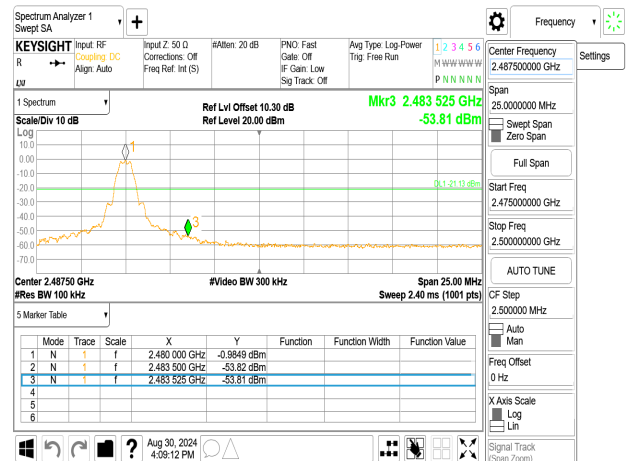 Spectrum Analyzer 1
Swept SA
Frequency
KEYSIGHT
R
Input: RF
Coupling: DC
Align: Auto
Input Z: 50 Ω
Corrections: Off
Freq Ref: Int (S)
#Atten: 20 dB
PNO: Fast
Gate: Off
IF Gain: Low
Sig Track: Off
Avg Type: Log-Power
Trig: Free Run
1 2 3 4 5 6
M W W W W W
P N N N N N
1 Spectrum
Scale/Div 10 dB
Ref Lvl Offset 10.30 dB
Ref Level 20.00 dBm
Mkr3 2.483 525 GHz
-53.81 dBm
Log
10.0
0.00
-10.0
-20.0
-30.0
-40.0
-50.0
-60.0
-70.0
1
3
DL1 -21.13 dBm
Center 2.48750 GHz
#Res BW 100 kHz
#Video BW 300 kHz
Span 25.00 MHz
Sweep 2.40 ms (1001 pts)
5 Marker Table
Mode Trace Scale X Y Function Function Width Function Value
1 N 1 f 2.480 000 GHz -0.9849 dBm
2 N 1 f 2.483 500 GHz -53.82 dBm
3 N 1 f 2.483 525 GHz -53.81 dBm
4
5
6
Aug 30, 2024
4:09:12 PM
Center Frequency
2.487500000 GHz
Settings
Span
25.0000000 MHz
Swept Span
Zero Span
Full Span
Start Freq
2.475000000 GHz
Stop Freq
2.500000000 GHz
AUTO TUNE
CF Step
2.500000 MHz
Auto
Man
Freq Offset
0 Hz
X Axis Scale
Log
Lin
Signal Track
(Span Zoom)